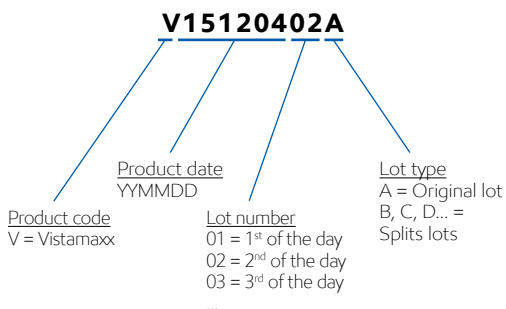 V15120402A
Product date
YYMMDD
Lot type
A = Original lot
B, C, D... =
Splits lots
Product code
V = Vistamaxx
Lot number
01 = 1st of the day
02 = 2nd of the day
03 = 3rd of the day
...